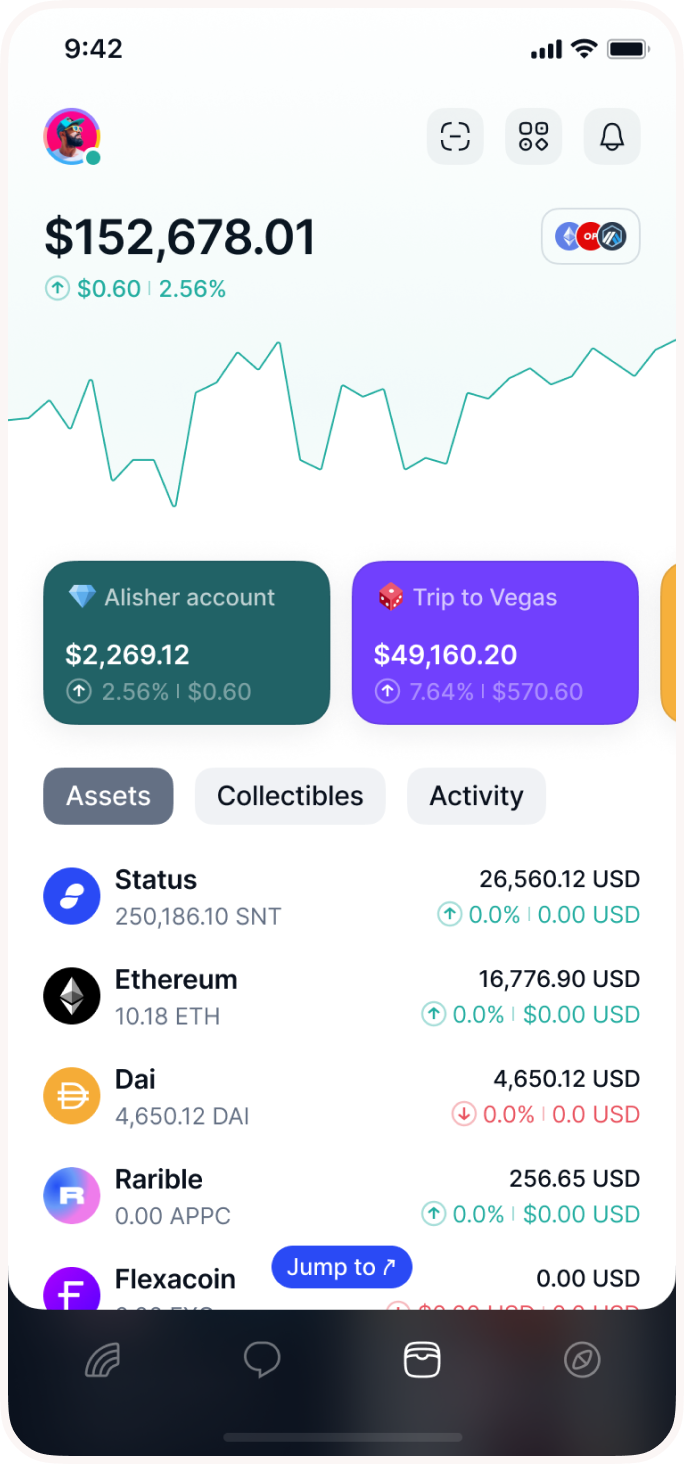 9:42
$152,678.01
OP
$0.60 | 2.56%
Alisher account
$2,269.12
2.56% | $0.60
Trip to Vegas
$49,160.20
7.64% | $570.60
Assets
Collectibles
Activity
Status
26,560.12 USD
250,186.10 SNT
0.0% | 0.00 USD
Ethereum
16,776.90 USD
10.18 ETH
0.0% | $0.00 USD
Dai
4,650.12 USD
4,650.12 DAI
0.0% | 0.0 USD
Rarible
256.65 USD
0.00 APPC
0.0% | $0.00 USD
Flexacoin
Jump to ↗
0.00 USD